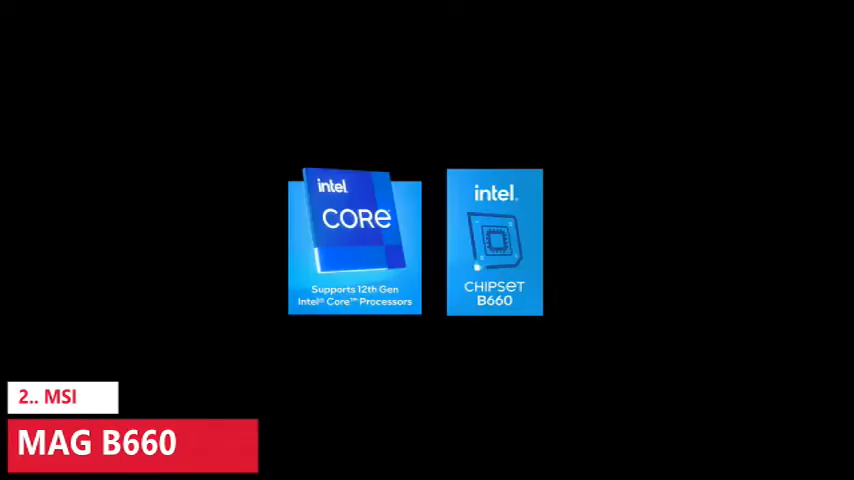 intel
CORE
Supports 12th Gen
Intel® Core™ Processors
intel.
CHIPSET
B660
2.. MSI
MAG B660